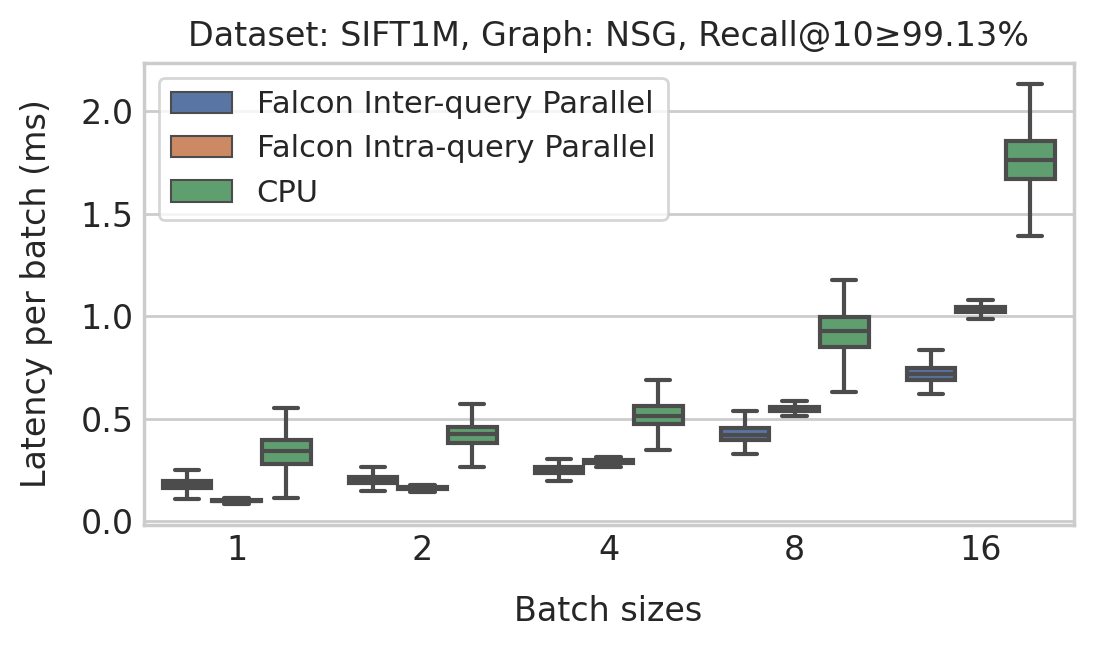 Dataset: SIFT1M, Graph: NSG, Recall@10≥99.13%
Falcon Inter-query Parallel
Falcon Intra-query Parallel
CPU
Latency per batch (ms)
2.0
1.5
1.0
0.5
0.0
1 2 4 8 16
Batch sizes